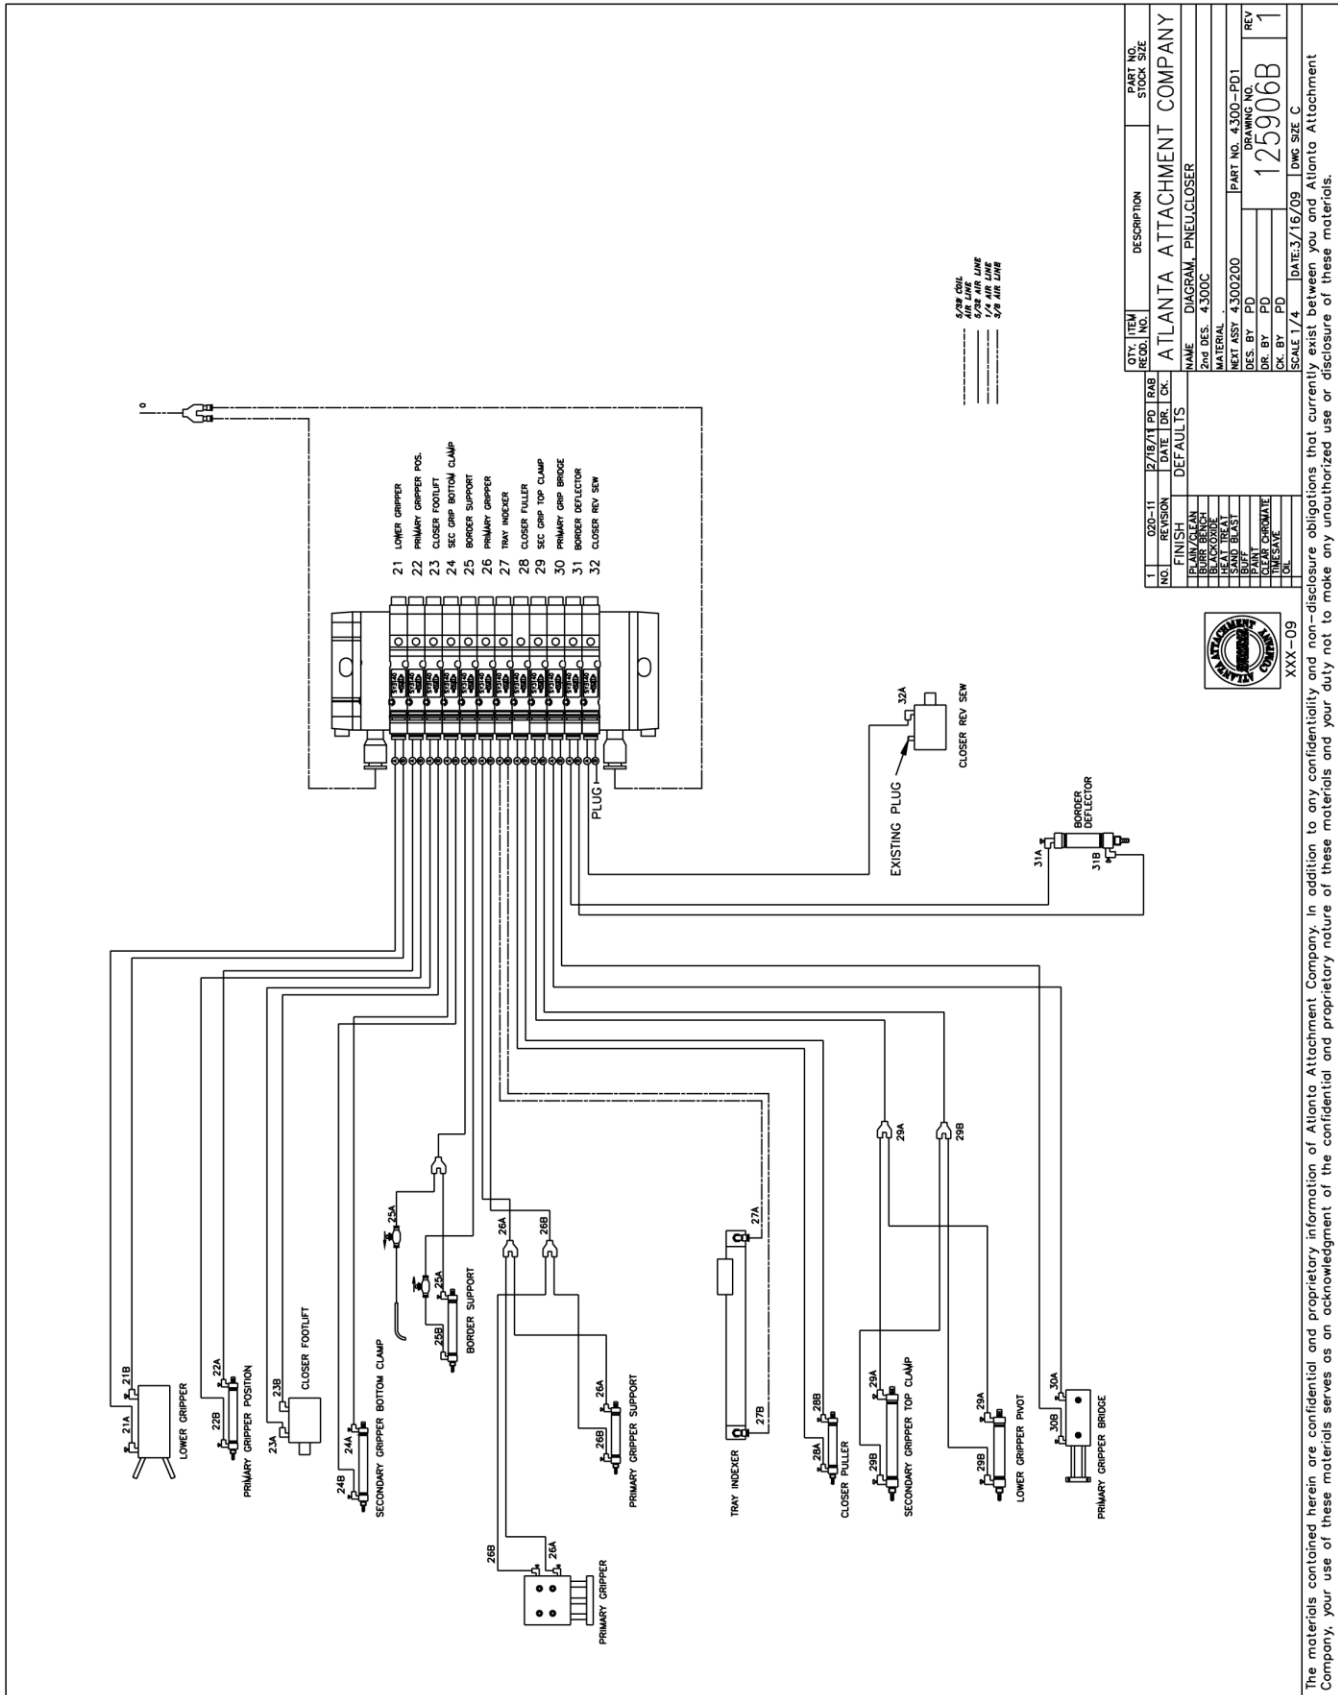 O
21 LOWER GRIPPER
22 PRIMARY GRIPPER POS.
23 CLOSER FOOTLIFT
24 SEC GRIP BOTTOM CLAMP
25 BORDER SUPPORT
26 PRIMARY GRIPPER
27 TRAY INDEXER
28 CLOSER FULLER
29 SEC GRIP TOP CLAMP
30 PRIMARY GRIP BRIDGE
31 BORDER DEFLECTOR
32 CLOSER REV SEW
PLUG
21A
21B
LOWER GRIPPER
22B
22A
PRIMARY GRIPPER POSITION
23A
23B
CLOSER FOOTLIFT
24B
24A
SECONDARY GRIPPER BOTTOM CLAMP
25A
25B
25A
BORDER SUPPORT
26A
26B
26B
26A
PRIMARY GRIPPER
26B
26A
PRIMARY GRIPPER SUPPORT
27B
27A
TRAY INDEXER
28A
28B
CLOSER PULLER
29A
29B
29B
29A
SECONDARY GRIPPER TOP CLAMP
29B
29A
LOWER GRIPPER PIVOT
30B
30A
PRIMARY GRIPPER BRIDGE
31A
31B
BORDER
DEFLECTOR
EXISTING PLUG
32A
CLOSER REV SEW
5/32 COIL
AIR LINE
5/32 AIR LINE
1/4 AIR LINE
3/8 AIR LINE
ATLANTA ATTACHMENT COMPANY
XXX-09
1 020-11 2/18/11 PD RAB
NO. REVISION DATE DR. CK.
FINISH DEFAULTS
PLAIN/CLEAN
BURR BENCH
BLACKOXIDE
HEAT TREAT
SAND BLAST
BUFF
PAINT
CLEAR CHROMATE
TIMESAVE
OIL
QTY. REQD. ITEM NO. DESCRIPTION PART NO. STOCK SIZE
ATLANTA ATTACHMENT COMPANY
NAME DIAGRAM, PNEU,CLOSER
2nd DES. 4300C
MATERIAL .
NEXT ASSY 4300200 PART NO. 4300-PD1
DES. BY PD DRAWING NO. REV
DR. BY PD 125906B 1
CK. BY PD
SCALE 1/4 DATE:3/16/09 DWG SIZE C
The materials contained herein are confidential and proprietary information of Atlanta Attachment Company. In addition to any confidentiality and non-disclosure obligations that currently exist between you and Atlanta Attachment
Company, your use of these materials serves as an acknowledgment of the confidential and proprietary nature of these materials and your duty not to make any unauthorized use or disclosure of these materials.